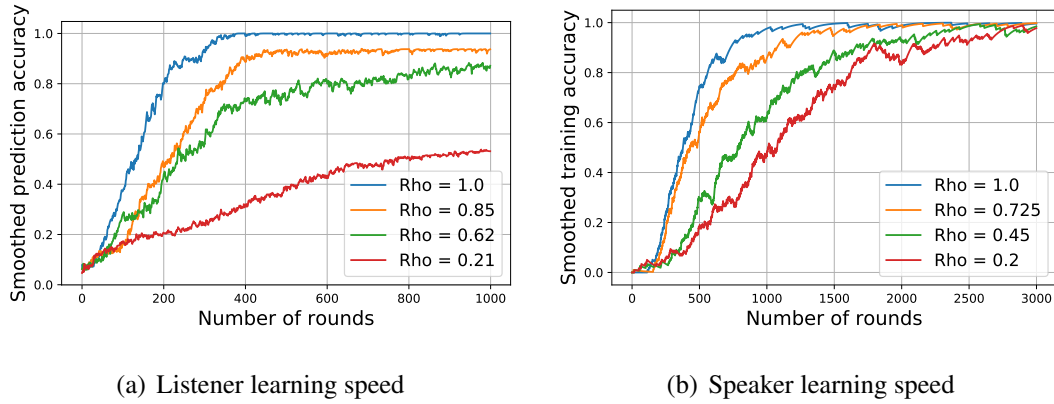 Smoothed prediction accuracy
1.0
0.8
0.6
0.4
0.2
0.0
0 200 400 600 800 1000
Number of rounds
Rho = 1.0
Rho = 0.85
Rho = 0.62
Rho = 0.21
(a) Listener learning speed
Smoothed training accuracy
1.0
0.8
0.6
0.4
0.2
0.0
0 500 1000 1500 2000 2500 3000
Number of rounds
Rho = 1.0
Rho = 0.725
Rho = 0.45
Rho = 0.2
(b) Speaker learning speed